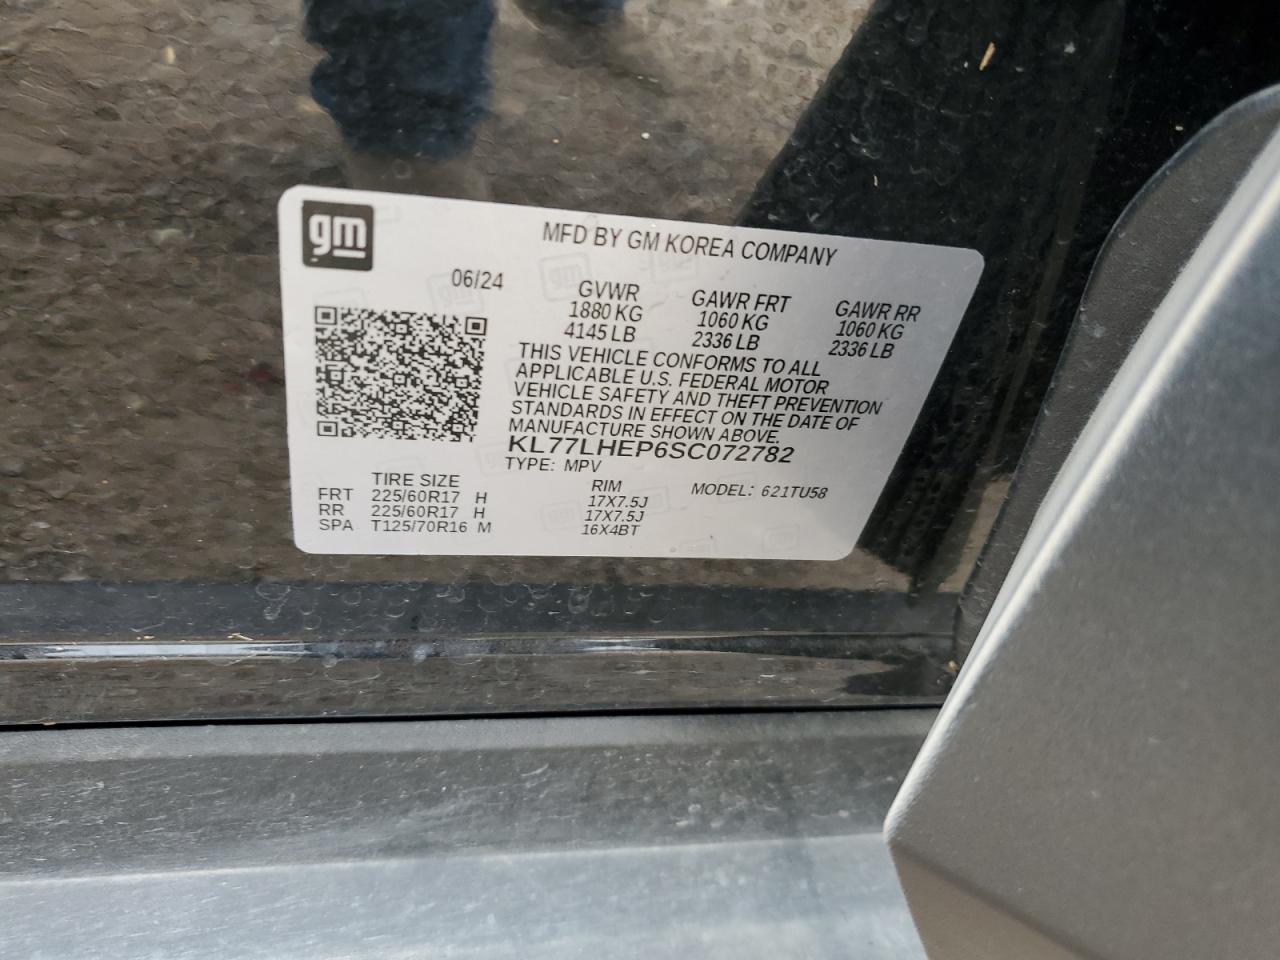 gm
MFD BY GM KOREA COMPANY
06/24
GVWR GAWR FRT GAWR RR
1880 KG 1060 KG 1060 KG
4145 LB 2336 LB 2336 LB
THIS VEHICLE CONFORMS TO ALL
APPLICABLE U.S. FEDERAL MOTOR
VEHICLE SAFETY AND THEFT PREVENTION
STANDARDS IN EFFECT ON THE DATE OF
MANUFACTURE SHOWN ABOVE.
KL77LHEP6SC072782
TYPE: MPV
TIRE SIZE RIM MODEL: 621TU58
FRT 225/60R17 H 17X7.5J
RR 225/60R17 H 17X7.5J
SPA T125/70R16 M 16X4BT